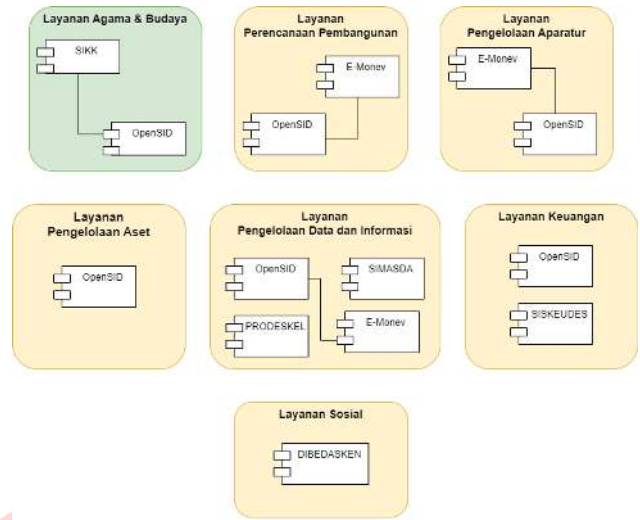 Layanan Agama & Budaya
SIKK
OpenSID
Layanan
Perencanaan Pembangunan
E-Monev
OpenSID
Layanan
Pengelolaan Aparatur
E-Monev
OpenSID
Layanan
Pengelolaan Aset
OpenSID
Layanan
Pengelolaan Data dan Informasi
OpenSID
SIMASDA
PRODESKEL
E-Monev
Layanan Keuangan
OpenSID
SISKEUDES
Layanan Sosial
DIBEDASKEN